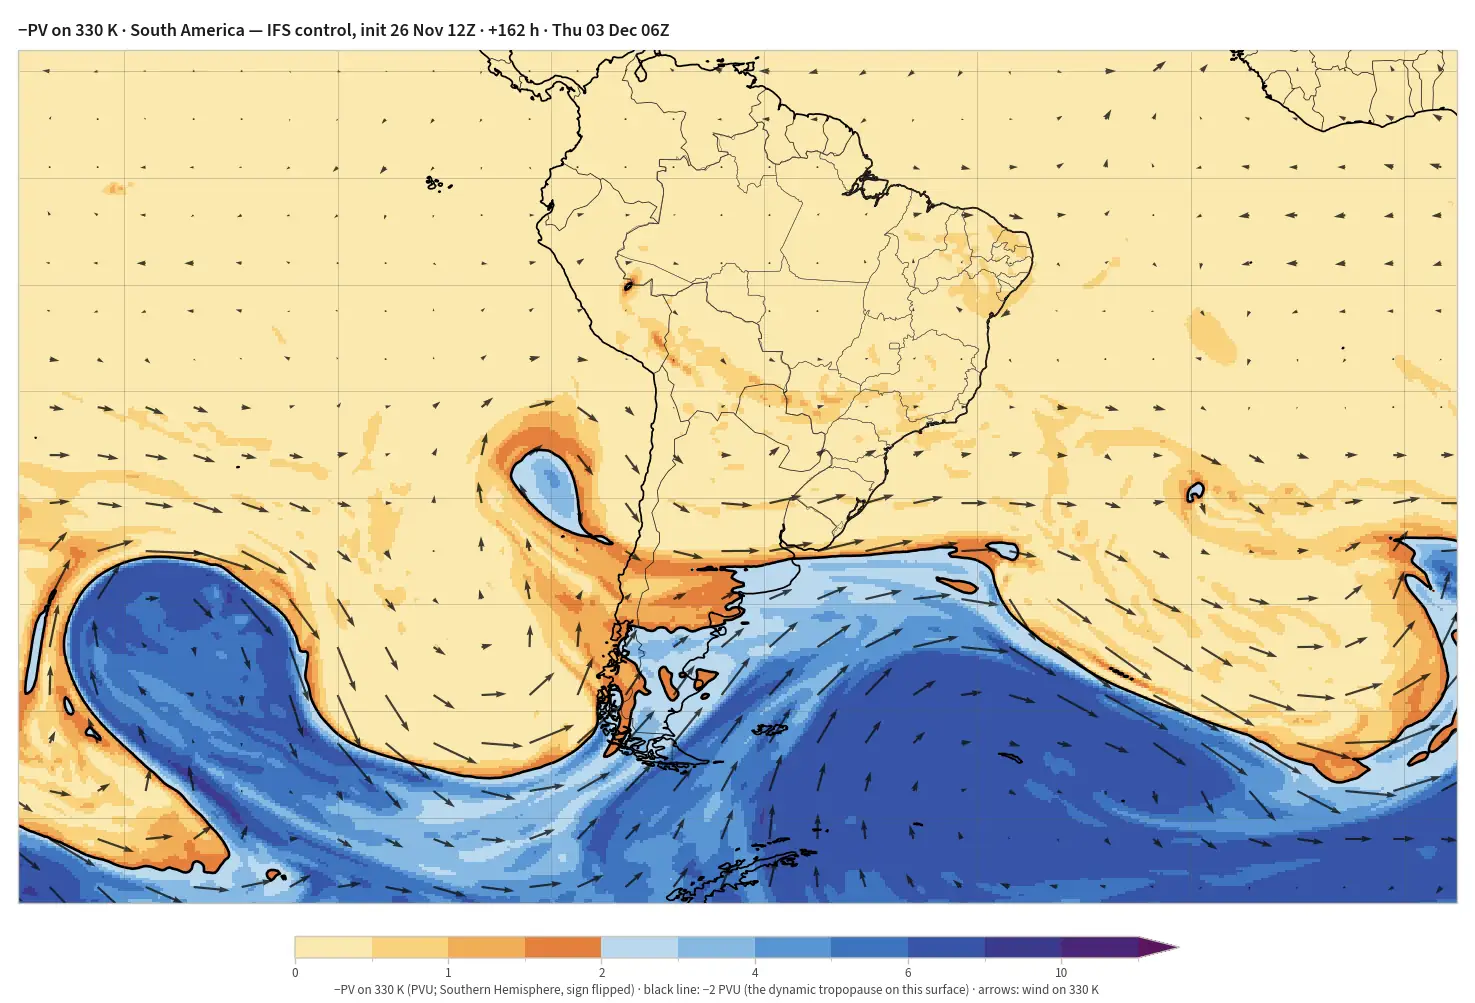 −PV on 330 K · South America — IFS control, init 26 Nov 12Z · +162 h · Thu 03 Dec 06Z
0 1 2 4 6 10
−PV on 330 K (PVU; Southern Hemisphere, sign flipped) · black line: −2 PVU (the dynamic tropopause on this surface) · arrows: wind on 330 K